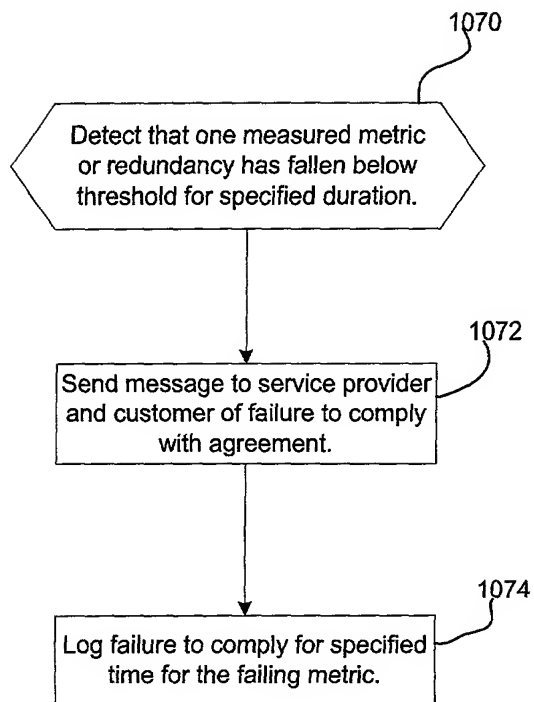 1070
Detect that one measured metric
or redundancy has fallen below
threshold for specified duration.
1072
Send message to service provider
and customer of failure to comply
with agreement.
1074
Log failure to comply for specified
time for the failing metric.